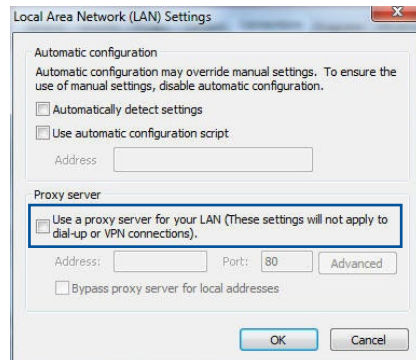 Local Area Network (LAN) Settings
Automatic configuration
Automatic configuration may override manual settings. To ensure the
use of manual settings, disable automatic configuration.
Automatically detect settings
Use automatic configuration script
Address
Proxy server
Use a proxy server for your LAN (These settings will not apply to
dial-up or VPN connections).
Address:
Port:
80
Advanced
Bypass proxy server for local addresses
OK
Cancel